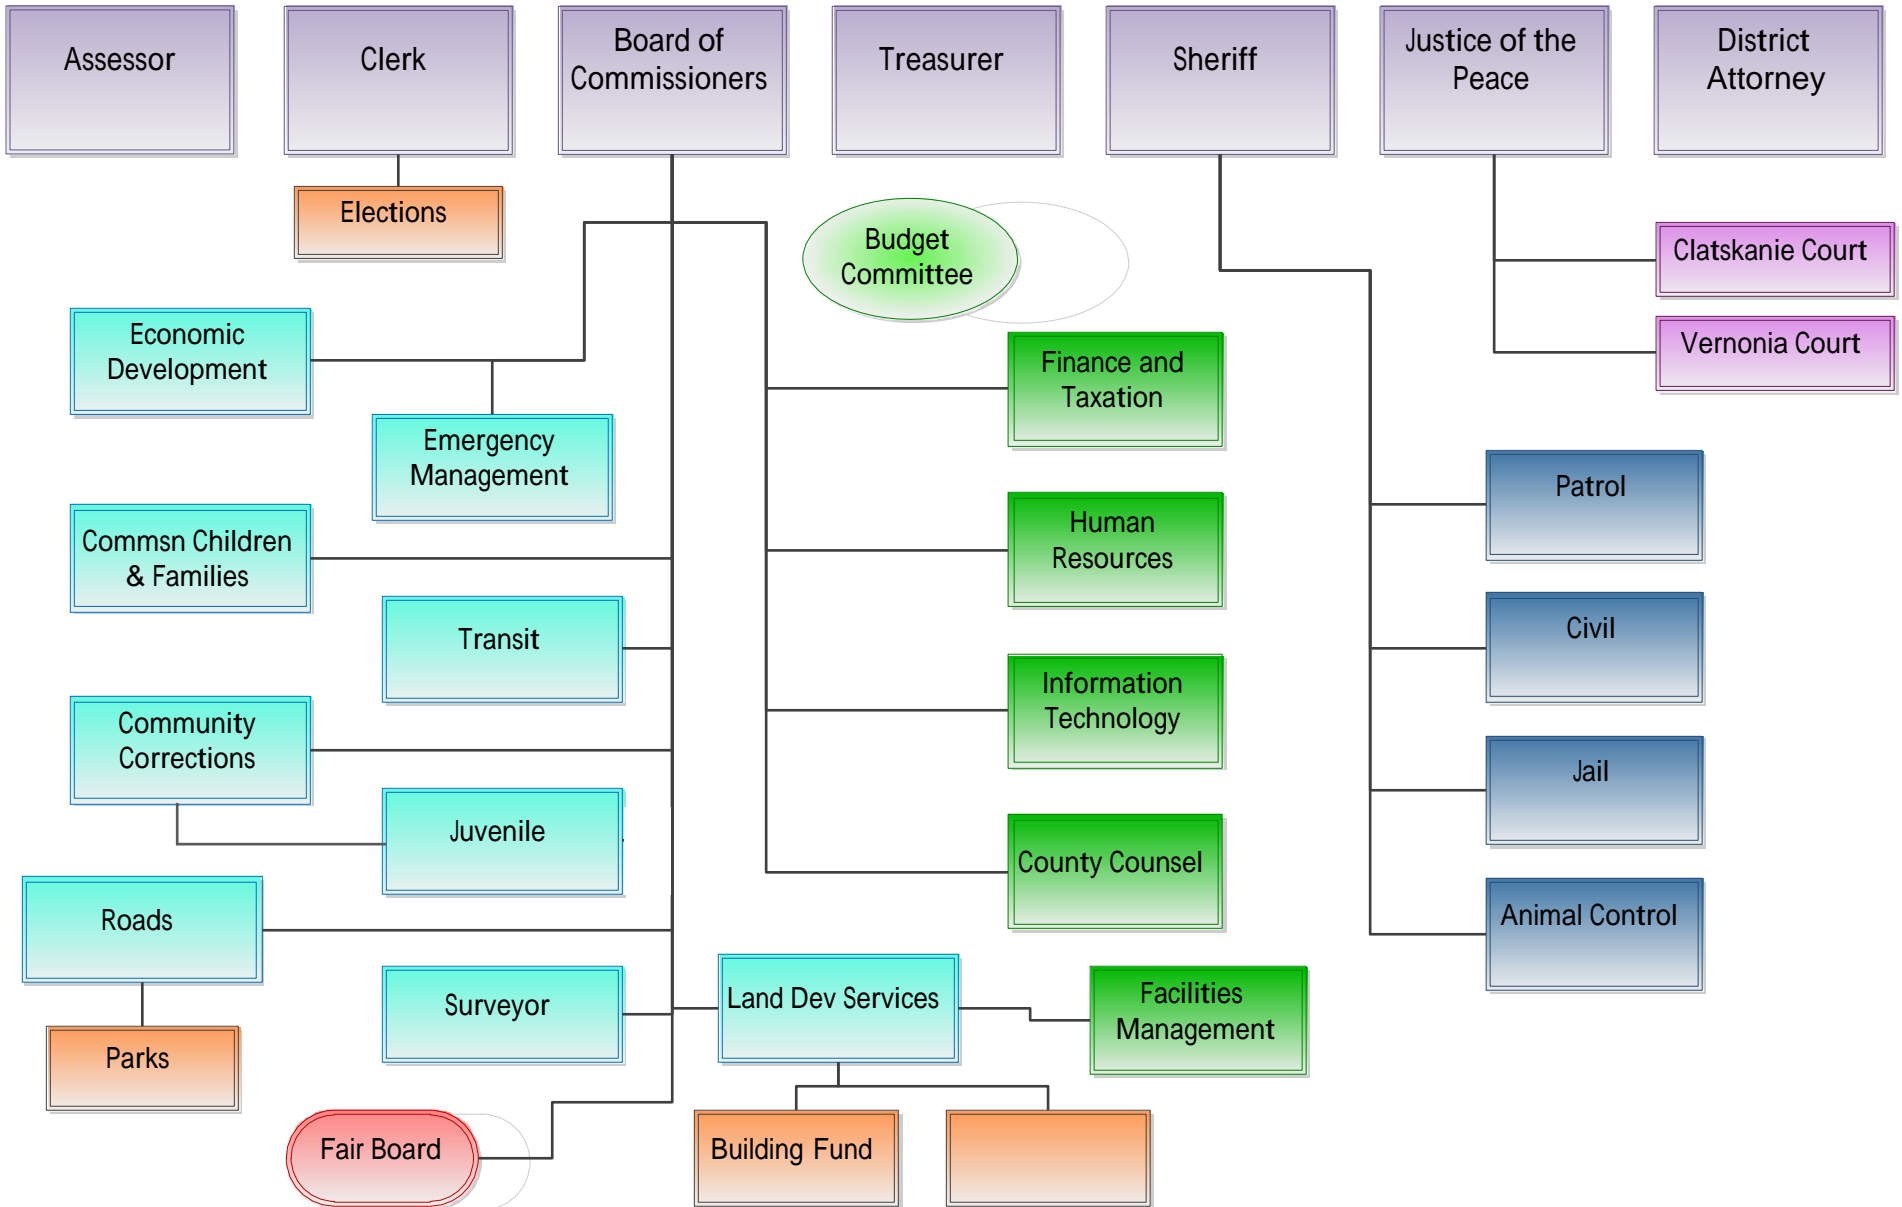 Assessor
Clerk
Board of
Commissioners
Treasurer
Sheriff
Justice of the
Peace
District
Attorney
Elections
Budget
Committee
Clatskanie Court
Vernonia Court
Economic
Development
Finance and
Taxation
Emergency
Management
Patrol
Commsn Children
& Families
Human
Resources
Transit
Civil
Community
Corrections
Information
Technology
Jail
Juvenile
County Counsel
Roads
Animal Control
Surveyor
Land Dev Services
Facilities
Management
Parks
Fair Board
Building Fund